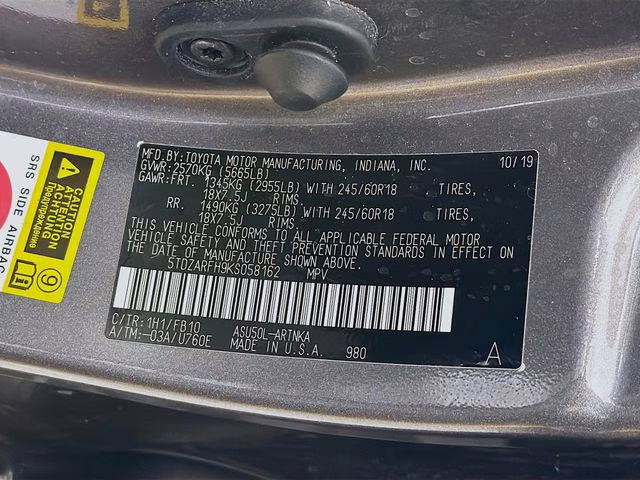 MFD.BY:TOYOTA MOTOR MANUFACTURING, INDIANA, INC. 10/19
GVWR: 2570KG (5665LB)
GAWR:FRT. 1345KG (2955LB) WITH 245/60R18 TIRES,
18X7.5J RIMS.
RR. 1490KG (3275LB) WITH 245/60R18 TIRES,
18X7.5J RIMS.
THIS VEHICLE CONFORMS TO ALL APPLICABLE FEDERAL MOTOR
VEHICLE SAFETY AND THEFT PREVENTION STANDARDS IN EFFECT ON
THE DATE OF MANUFACTURE SHOWN ABOVE.
5TDZARFH9KS058162 MPV
C/TR:1H1/FB10 ASU50L-ARTNKA
A/TM:-03A/U760E MADE IN U.S.A. 980 A
SRS SIDE AIRBAG
CAUTION
ACHTUNG
ATTENTION
Предупреждение
9